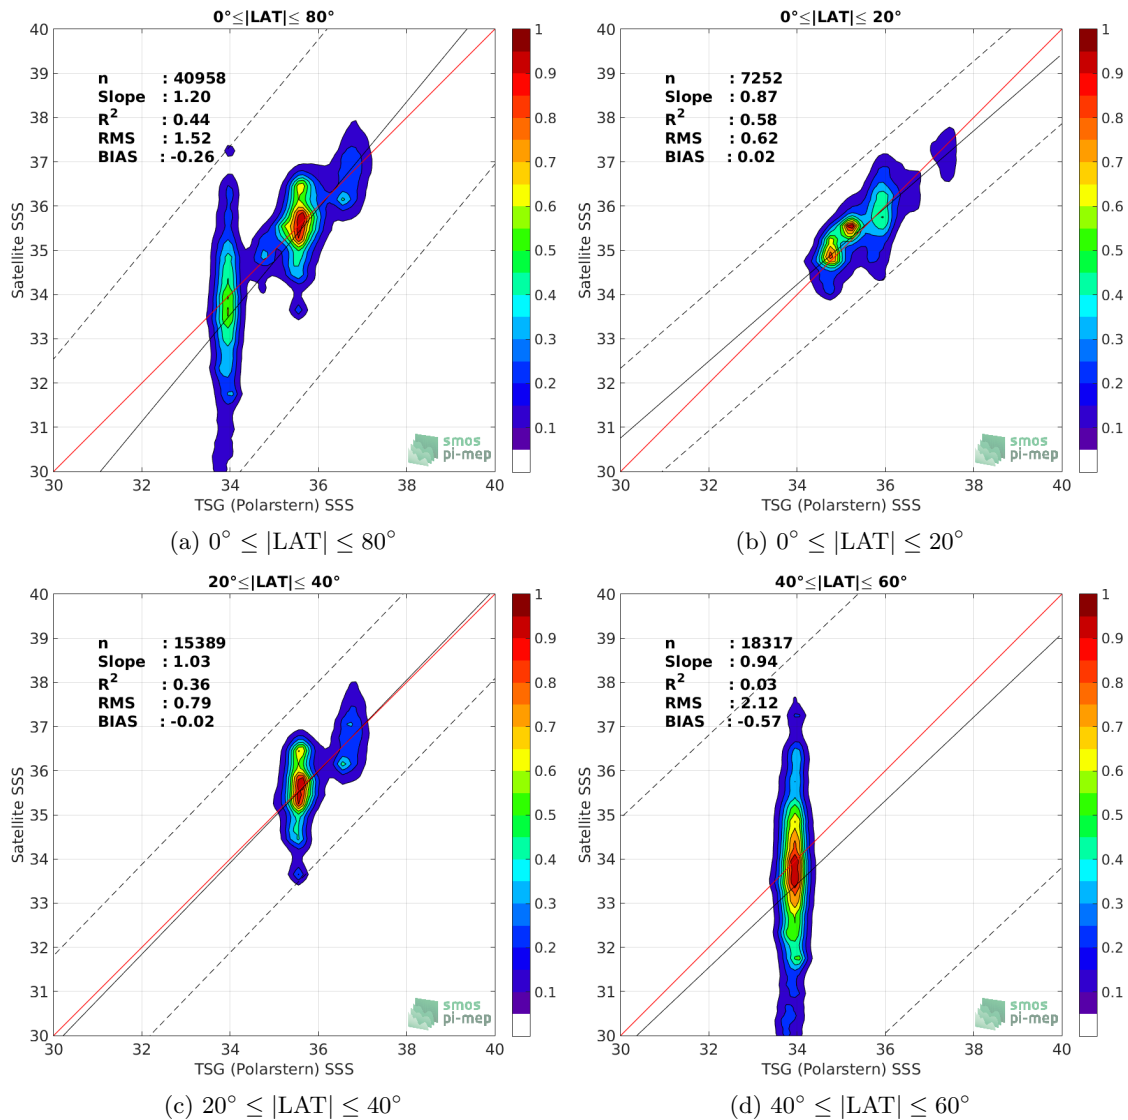 0°≤|LAT|≤ 80°
n : 40958
Slope : 1.20
R² : 0.44
RMS : 1.52
BIAS : -0.26
Satellite SSS
40
39
38
37
36
35
34
33
32
31
30
30 32 34 36 38 40
TSG (Polarstern) SSS
1
0.9
0.8
0.7
0.6
0.5
0.4
0.3
0.2
0.1
smos
pi-mep
(a) 0° ≤ |LAT| ≤ 80°
0°≤|LAT|≤ 20°
n : 7252
Slope : 0.87
R² : 0.58
RMS : 0.62
BIAS : 0.02
Satellite SSS
40
39
38
37
36
35
34
33
32
31
30
30 32 34 36 38 40
TSG (Polarstern) SSS
1
0.9
0.8
0.7
0.6
0.5
0.4
0.3
0.2
0.1
smos
pi-mep
(b) 0° ≤ |LAT| ≤ 20°
20°≤|LAT|≤ 40°
n : 15389
Slope : 1.03
R² : 0.36
RMS : 0.79
BIAS : -0.02
Satellite SSS
40
39
38
37
36
35
34
33
32
31
30
30 32 34 36 38 40
TSG (Polarstern) SSS
1
0.9
0.8
0.7
0.6
0.5
0.4
0.3
0.2
0.1
smos
pi-mep
(c) 20° ≤ |LAT| ≤ 40°
40°≤|LAT|≤ 60°
n : 18317
Slope : 0.94
R² : 0.03
RMS : 2.12
BIAS : -0.57
Satellite SSS
40
39
38
37
36
35
34
33
32
31
30
30 32 34 36 38 40
TSG (Polarstern) SSS
1
0.9
0.8
0.7
0.6
0.5
0.4
0.3
0.2
0.1
smos
pi-mep
(d) 40° ≤ |LAT| ≤ 60°